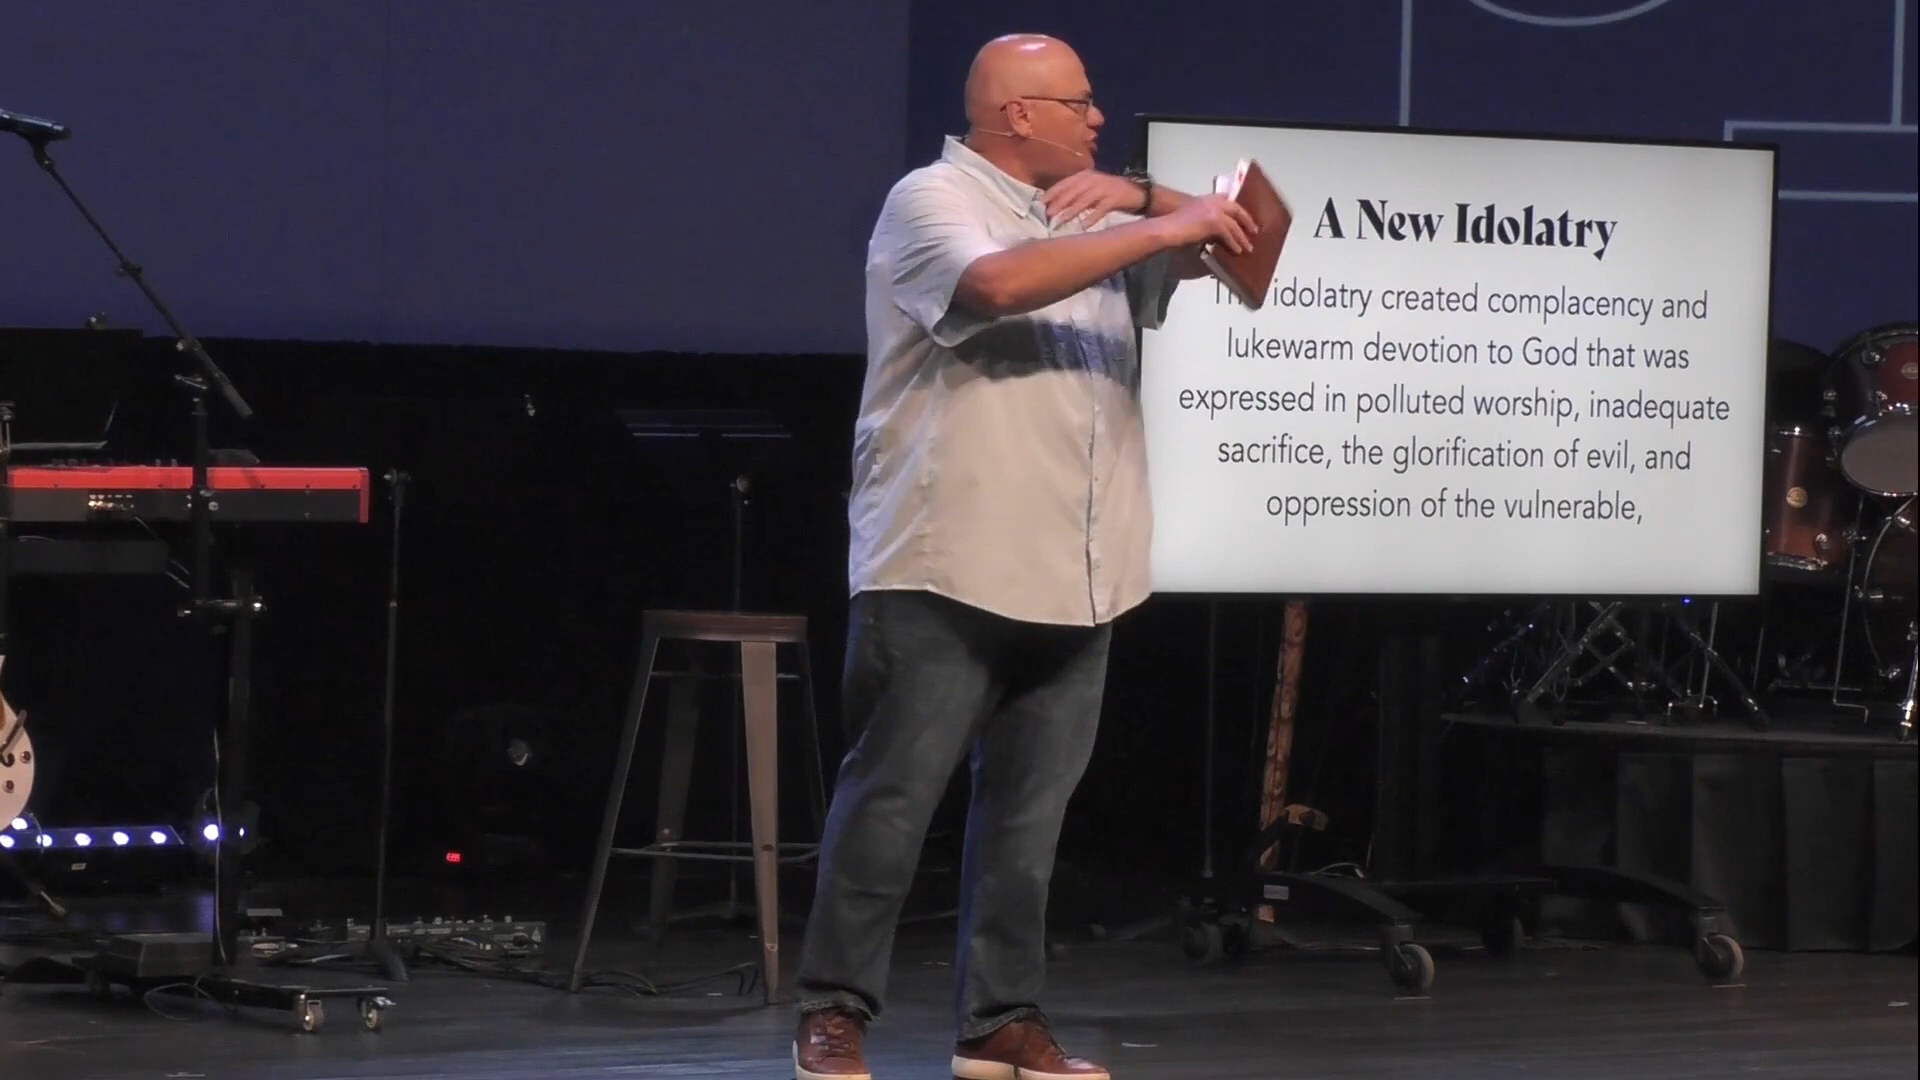 A New Idolatry
idolatry created complacency and
lukewarm devotion to God that was
expressed in polluted worship, inadequate
sacrifice, the glorification of evil, and
oppression of the vulnerable,